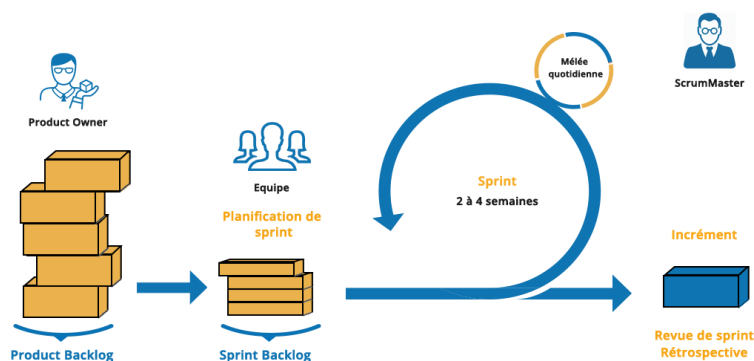 Mêlée
quotidienne
ScrumMaster
Product Owner
Equipe
Planification de
sprint
Sprint
2 à 4 semaines
Incrément
Product Backlog
Sprint Backlog
Revue de sprint
Rétrospective